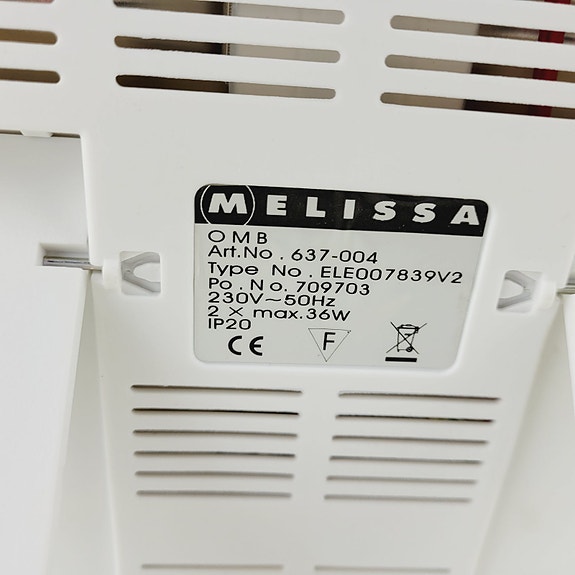 MELISSA
OMB
Art.No. 637-004
Type No. ELE007839V2
Po. No. 709703
230V~50Hz
2 × max.36W
IP20
CE F